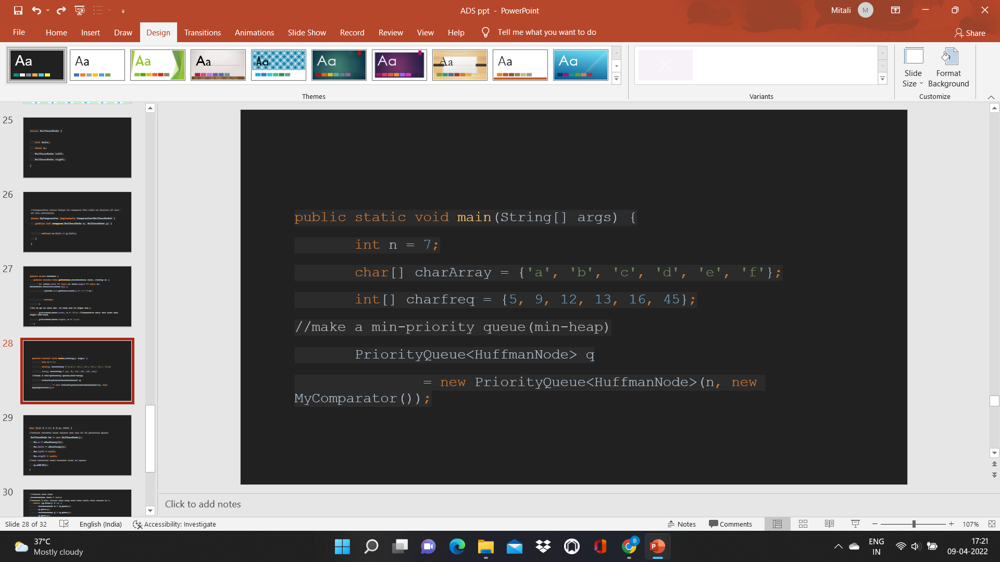 ADS ppt - PowerPoint
Mitali
M
File
Home
Insert
Draw
Design
Transitions
Animations
Slide Show
Record
Review
View
Help
Tell me what you want to do
Share
Aa
Aa
Aa
Aa
Aa
Aa
Aa
Aa
Aa
Aa
Slide
Size
Format
Background
Themes
Variants
Customize
25
26
27
28
29
30
public static void main(String[] args) {
int n = 7;
char[] charArray = {'a', 'b', 'c', 'd', 'e', 'f'};
int[] charfreq = {5, 9, 12, 13, 16, 45};
//make a min-priority queue(min-heap)
PriorityQueue<HuffmanNode> q
= new PriorityQueue<HuffmanNode>(n, new
MyComparator());
Click to add notes
Slide 28 of 32
English (India)
Accessibility: Investigate
Notes
Comments
107%
37°C
Mostly cloudy
B
ENG
IN
17:21
09-04-2022